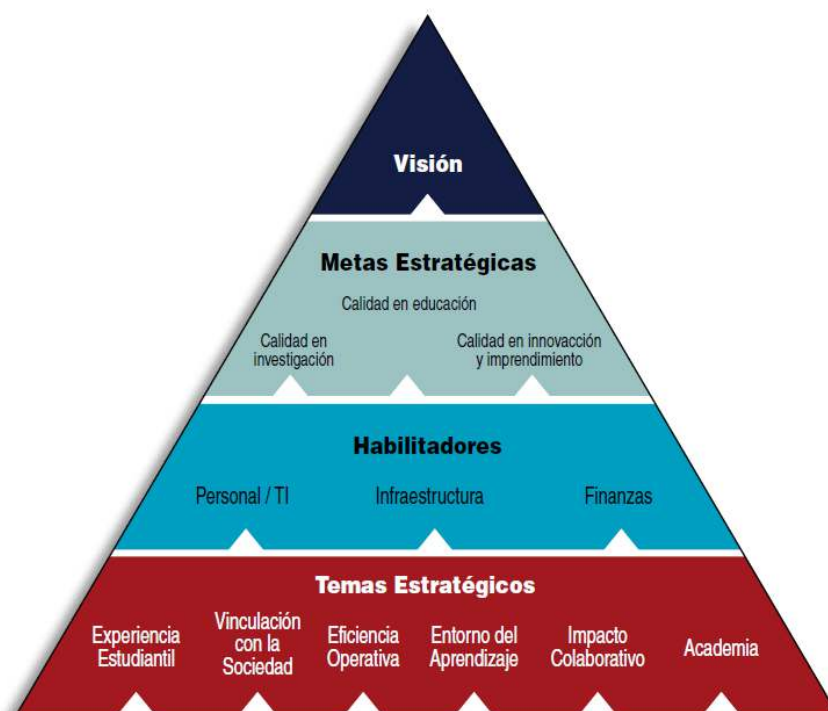 Visión
Metas Estratégicas
Calidad en educación
Calidad en
investigación
Calidad en innovacción
y imprendimiento
Habilitadores
Personal / TI
Infraestructura
Finanzas
Temas Estratégicos
Experiencia
Estudiantil
Vinculación
con la
Sociedad
Eficiencia
Operativa
Entorno del
Aprendizaje
Impacto
Colaborativo
Academia